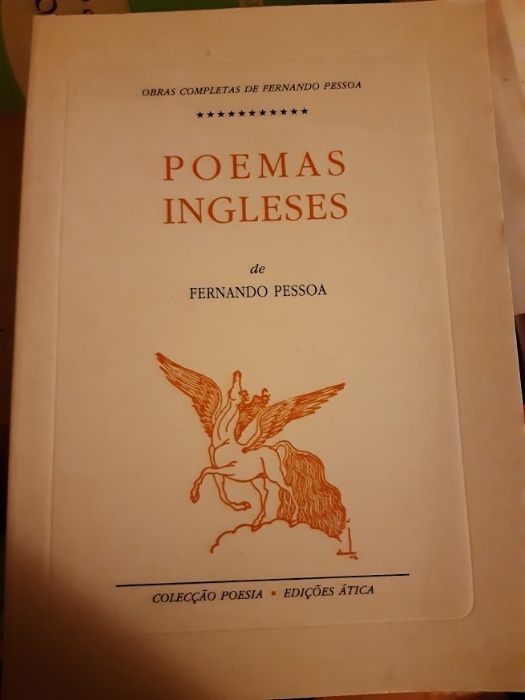 OBRAS COMPLETAS DE FERNANDO PESSOA
★★★★★★★★★★★
POEMAS
INGLESES
de
FERNANDO PESSOA
COLECÇÃO POESIA • EDIÇÕES ÁTICA